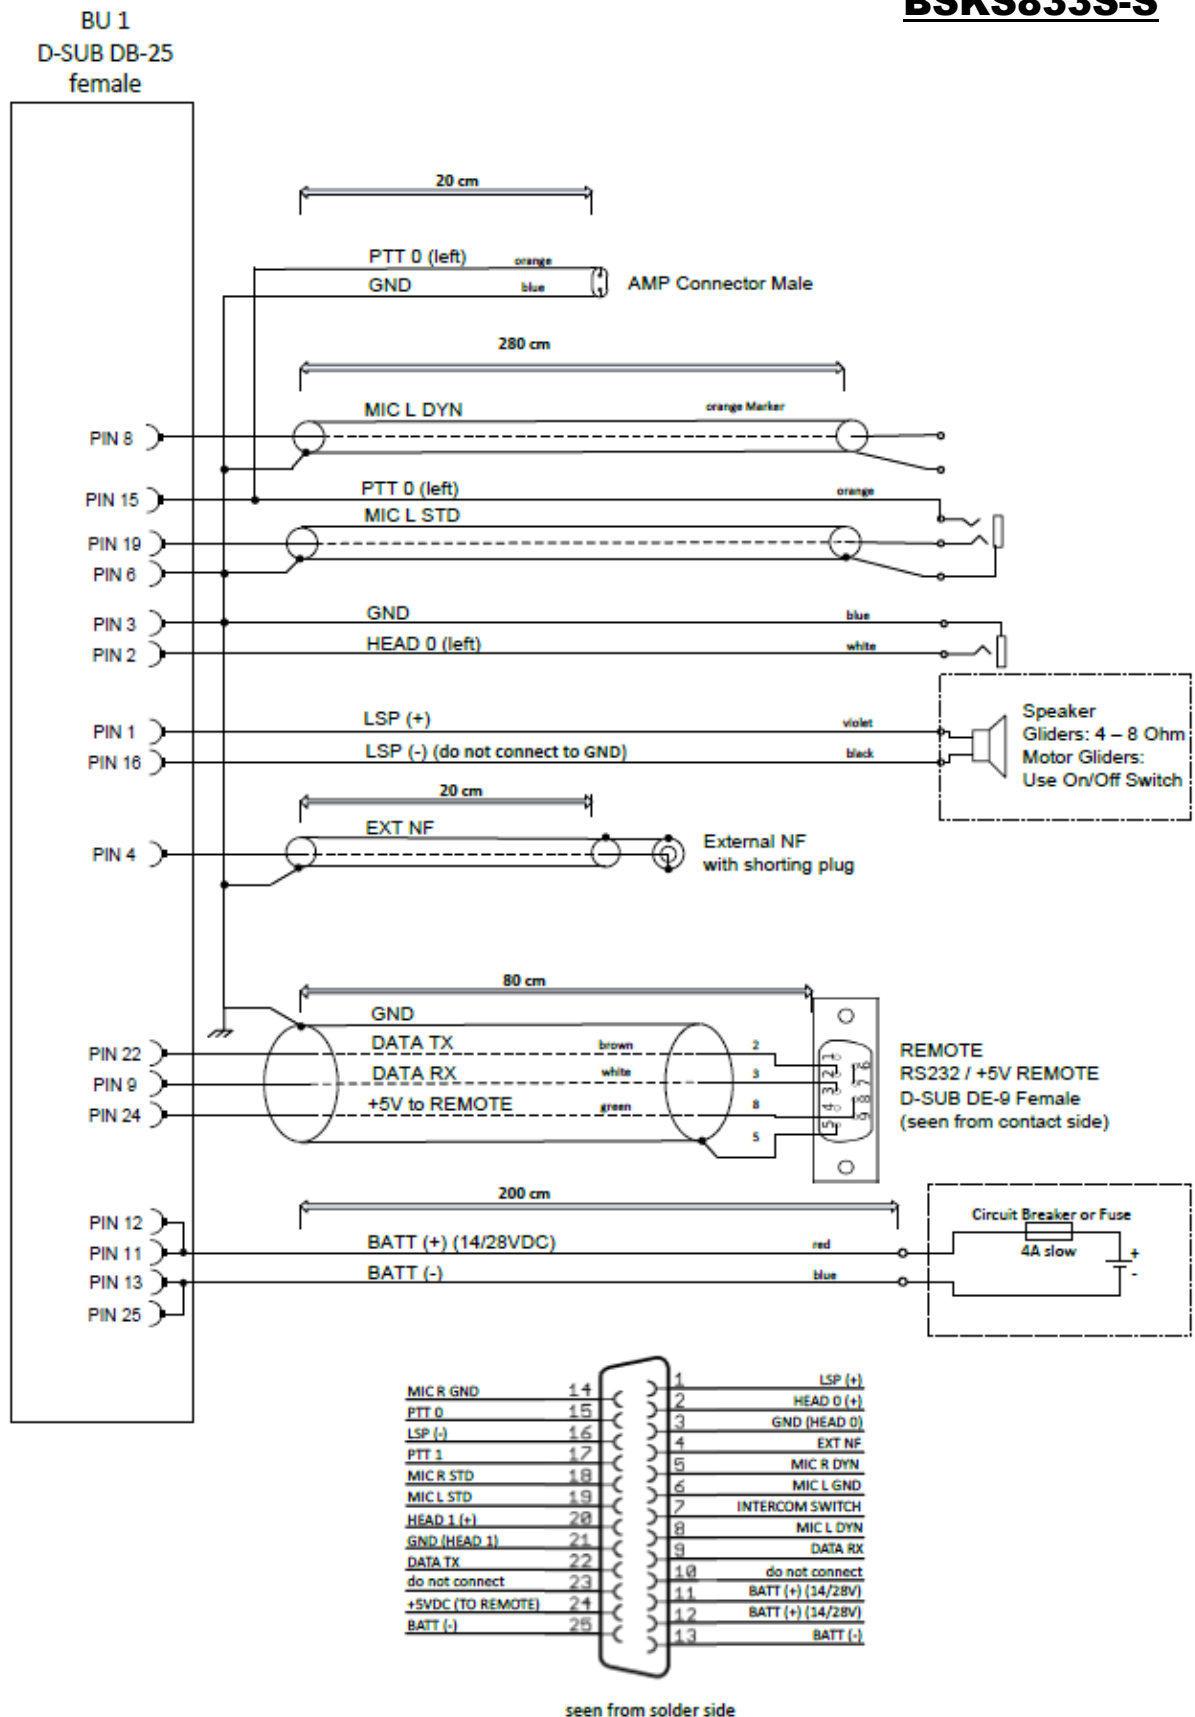 BSKS833S-S
BU 1
D-SUB DB-25
female
20 cm
PTT 0 (left)
orange
GND
blue
AMP Connector Male
280 cm
MIC L DYN
orange Marker
PIN 8
PTT 0 (left)
orange
PIN 15
MIC L STD
PIN 19
PIN 6
GND
blue
PIN 3
HEAD 0 (left)
white
PIN 2
LSP (+)
violet
PIN 1
LSP (-) (do not connect to GND)
black
PIN 16
Speaker
Gliders: 4 – 8 Ohm
Motor Gliders:
Use On/Off Switch
20 cm
EXT NF
PIN 4
External NF
with shorting plug
80 cm
GND
DATA TX
brown
2
PIN 22
DATA RX
white
3
PIN 9
+5V to REMOTE
green
8
PIN 24
5
1
2
3
4
5
6
7
8
9
REMOTE
RS232 / +5V REMOTE
D-SUB DE-9 Female
(seen from contact side)
200 cm
PIN 12
BATT (+) (14/28VDC)
red
PIN 11
BATT (-)
blue
PIN 13
PIN 25
Circuit Breaker or Fuse
4A slow
+
-
MIC R GND 14
PTT 0 15
LSP (-) 16
PTT 1 17
MIC R STD 18
MIC L STD 19
HEAD 1 (+) 20
GND (HEAD 1) 21
DATA TX 22
do not connect 23
+5VDC (TO REMOTE) 24
BATT (-) 25
1 LSP (+)
2 HEAD 0 (+)
3 GND (HEAD 0)
4 EXT NF
5 MIC R DYN
6 MIC L GND
7 INTERCOM SWITCH
8 MIC L DYN
9 DATA RX
10 do not connect
11 BATT (+) (14/28V)
12 BATT (+) (14/28V)
13 BATT (-)
seen from solder side